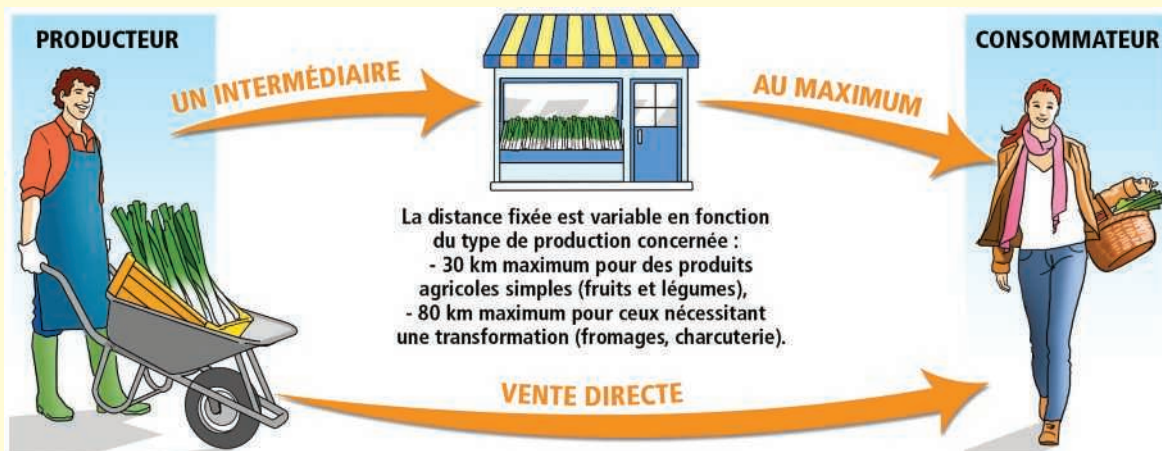 PRODUCTEUR
CONSOMMATEUR
UN INTERMÉDIAIRE
AU MAXIMUM
La distance fixée est variable en fonction
du type de production concernée :
- 30 km maximum pour des produits
agricoles simples (fruits et légumes),
- 80 km maximum pour ceux nécessitant
une transformation (fromages, charcuterie).
VENTE DIRECTE